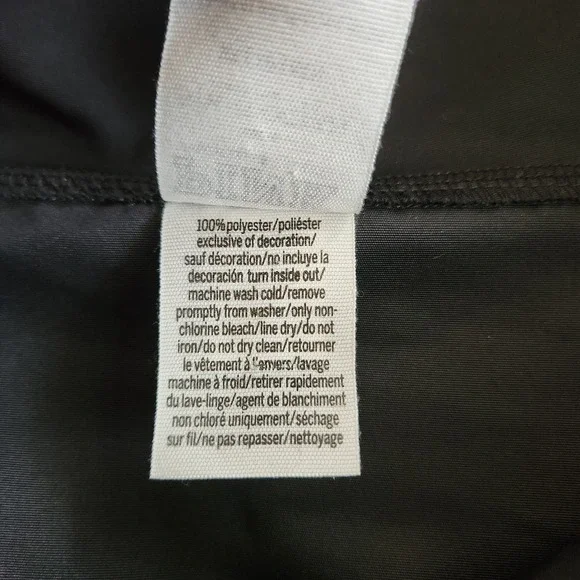 100%polyester/poliéster
exclusive of decoration/
sauf décoration/no incluye la
decoración turn inside out/
machine wash cold/remove
promptly from washer/only non-
chlorine bleach/line dry/do not
iron/do not dry clean/retourner
le vêtement à l'envers/lavage
machine à froid/retirer rapidement
du lave-linge/agent de blanchiment
non chloré uniquement/séchage
sur fil/ne pas repasser/nettoyage